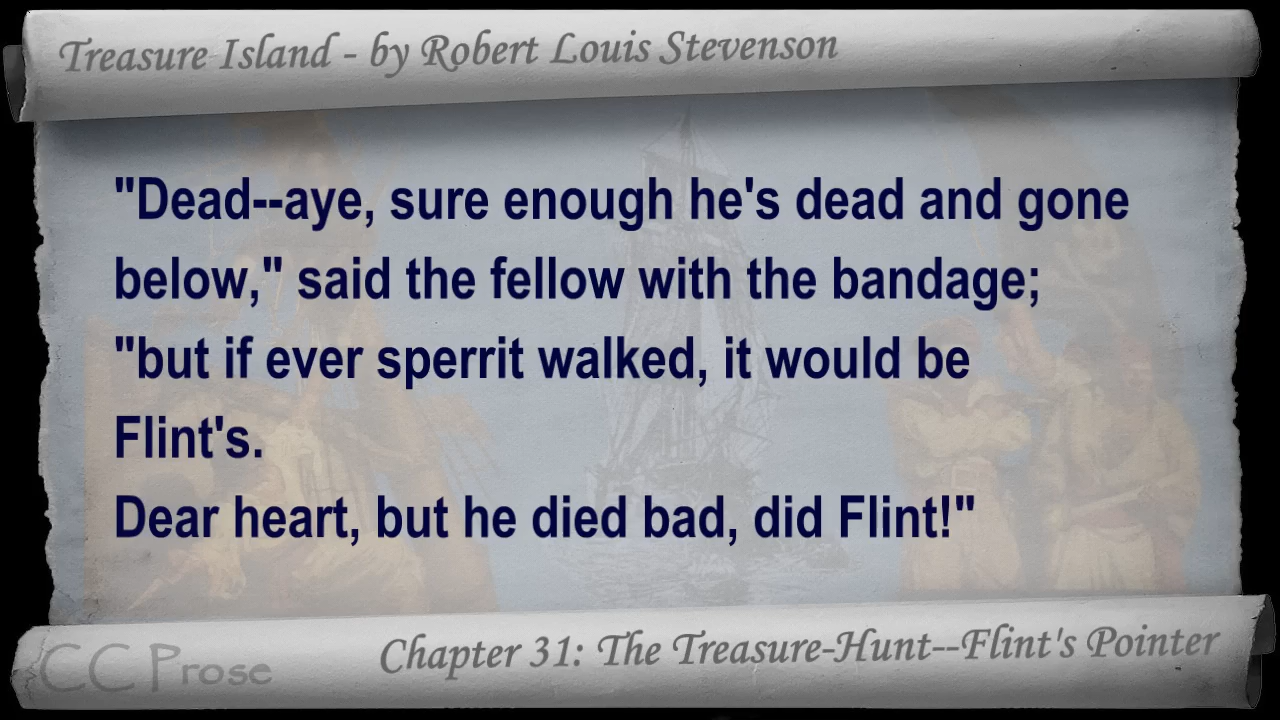 Treasure Island - by Robert Louis Stevenson
"Dead--aye, sure enough he's dead and gone
below," said the fellow with the bandage;
"but if ever sperrit walked, it would be
Flint's.
Dear heart, but he died bad, did Flint!"
CC Prose
Chapter 31: The Treasure-Hunt--Flint's Pointer